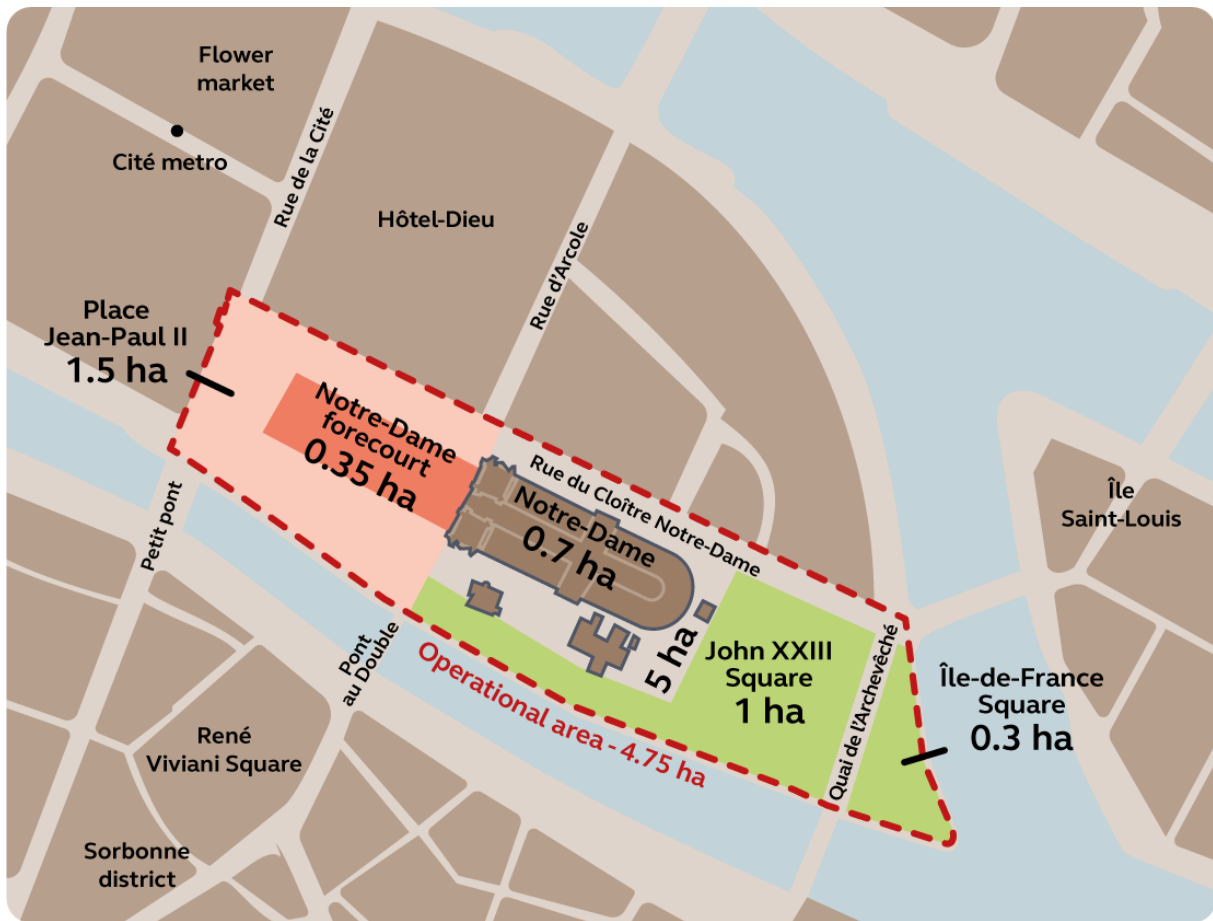 Flower
market
Cité metro
Rue de la Cité
Hôtel-Dieu
Rue d'Arcole
Place
Jean-Paul II
1.5 ha
Notre-Dame
forecourt
0.35 ha
Rue du Cloître Notre-Dame
Notre-Dame
0.7 ha
Île
Saint-Louis
Petit pont
Pont
au Double
Operational area - 4.75 ha
5 ha
John XXIII
Square
1 ha
Quai de l'Archevêché
Île-de-France
Square
0.3 ha
René
Viviani Square
Sorbonne
district